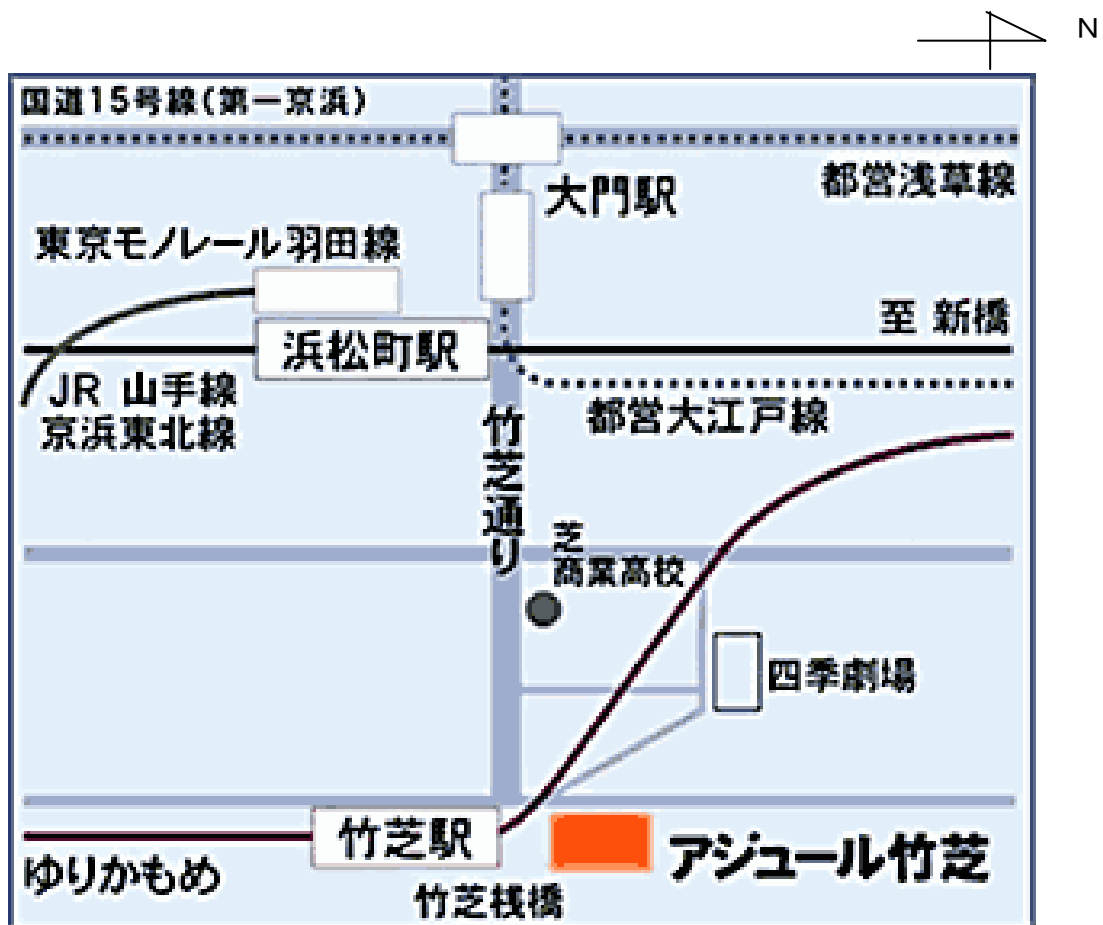 N
国道15号線(第一京浜)
都営浅草線
大門駅
東京モノレール羽田線
至 新橋
浜松町駅
JR 山手線
京浜東北線
都営大江戸線
竹芝通り
芝
商業高校
四季劇場
竹芝駅
アジュール竹芝
ゆりかもめ
竹芝桟橋